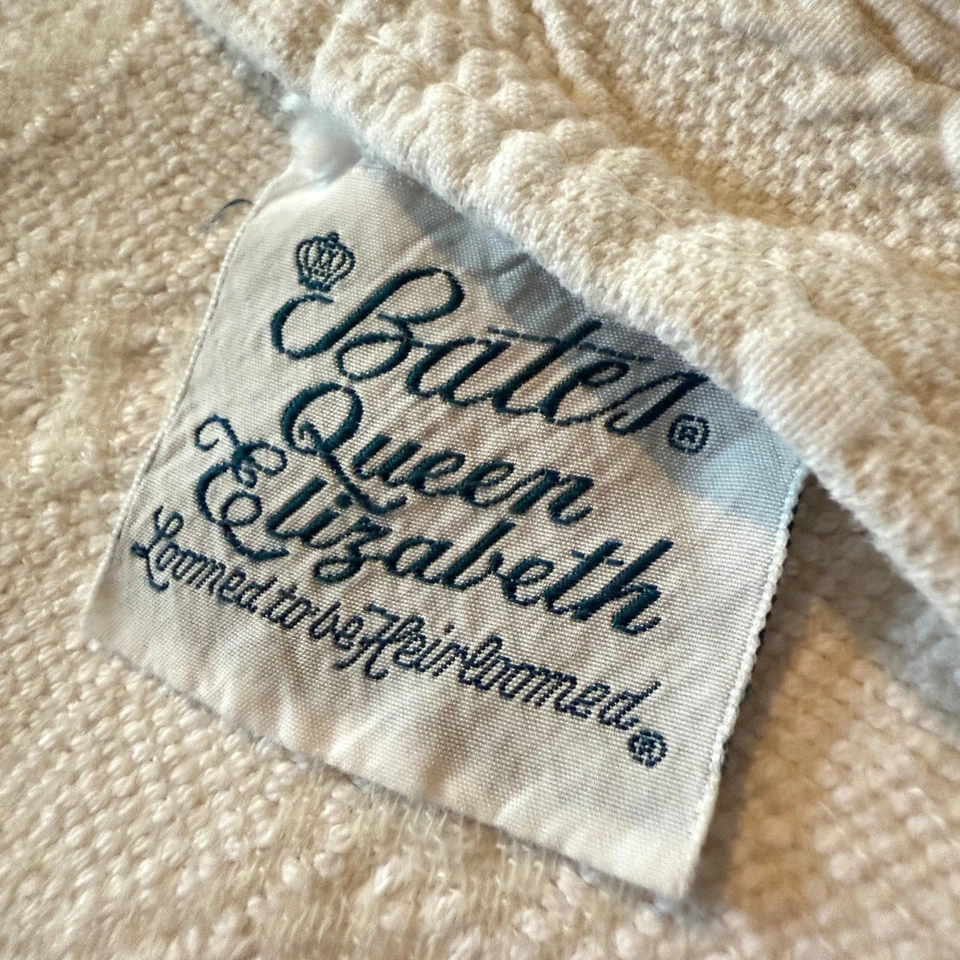 Bates®
Queen
Elizabeth
Loomed to be Heirloomed®